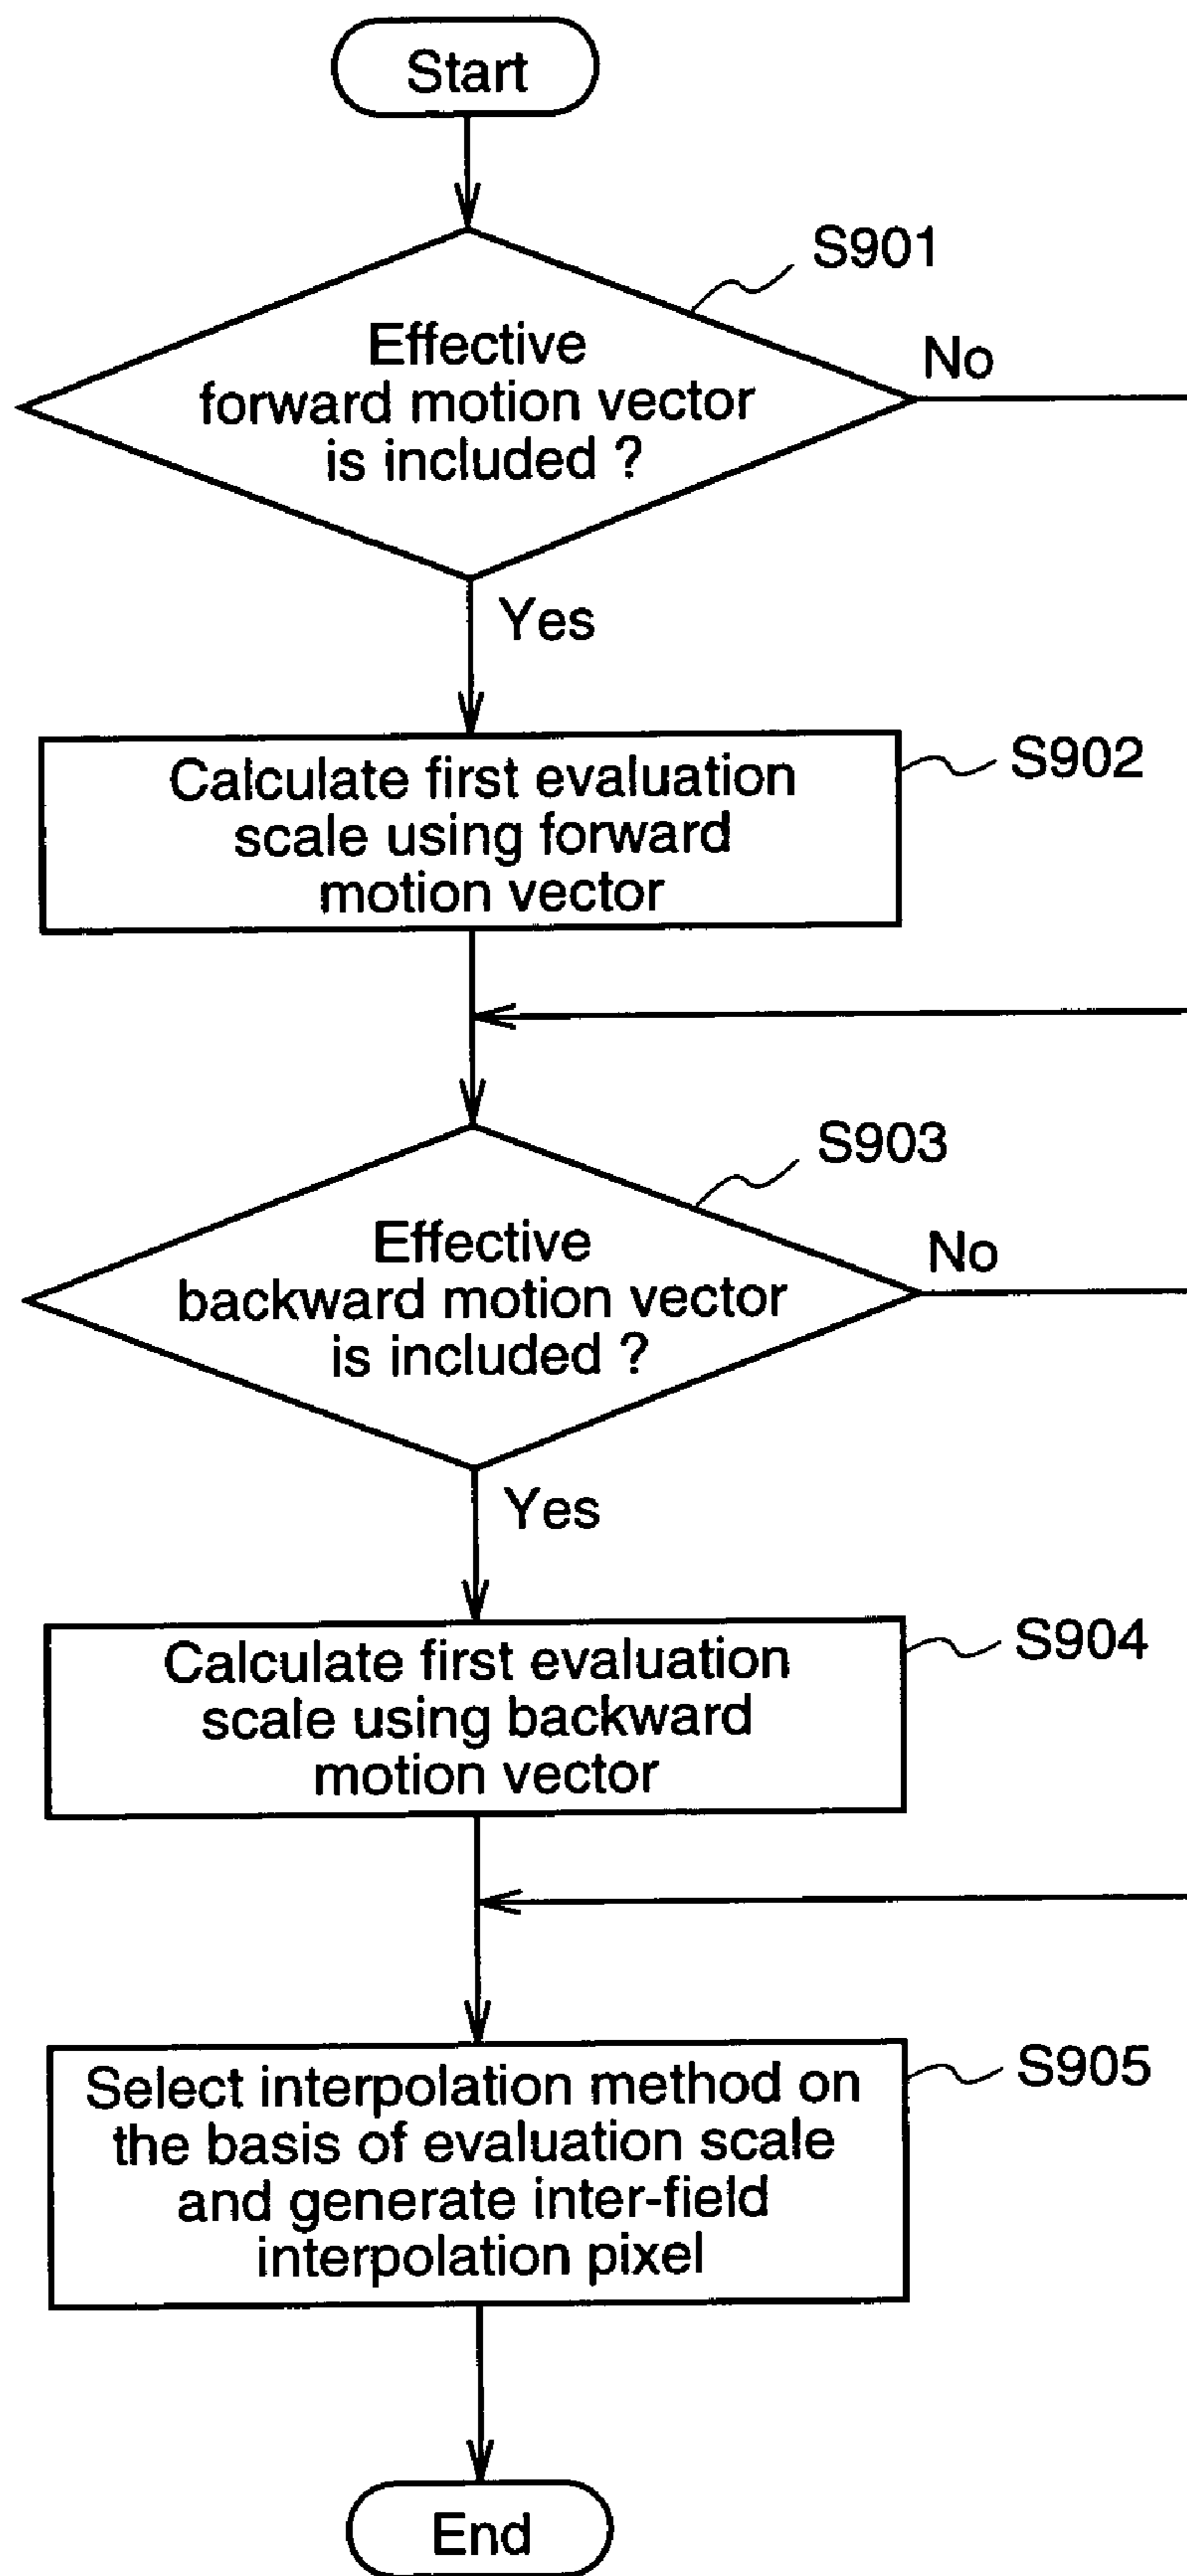 Start
S901
Effective
forward motion vector
is included ?
No
Yes
S902
Calculate first evaluation
scale using forward
motion vector
S903
Effective
backward motion vector
is included ?
No
Yes
S904
Calculate first evaluation
scale using backward
motion vector
S905
Select interpolation method on
the basis of evaluation scale
and generate inter-field
interpolation pixel
End